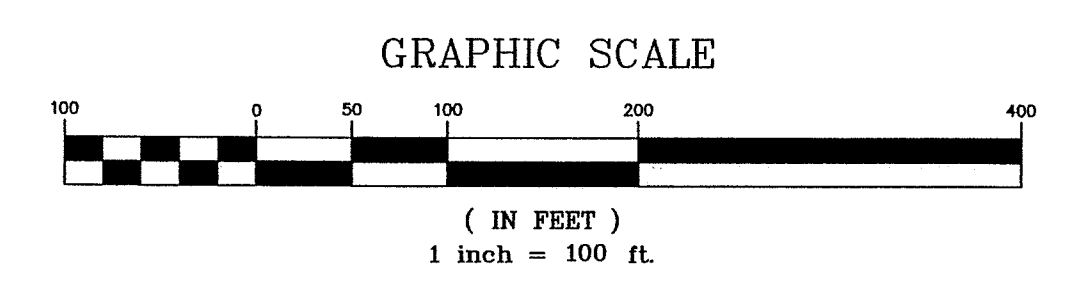 GRAPHIC SCALE
100 0 50 100 200 400
( IN FEET )
1 inch = 100 ft.